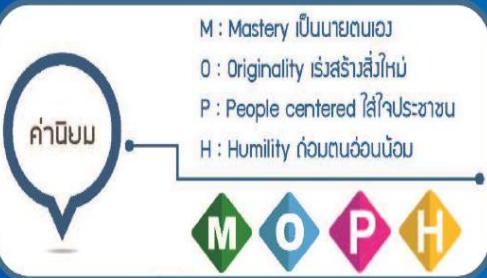 M : Mastery เป็นนายตนเอง
O : Originality เร่งสร้างสิ่งใหม่
P : People centered ใส่ใจประชาชน
H : Humility ถ่อมตนอ่อนน้อม
ค่านิยม
M O P H